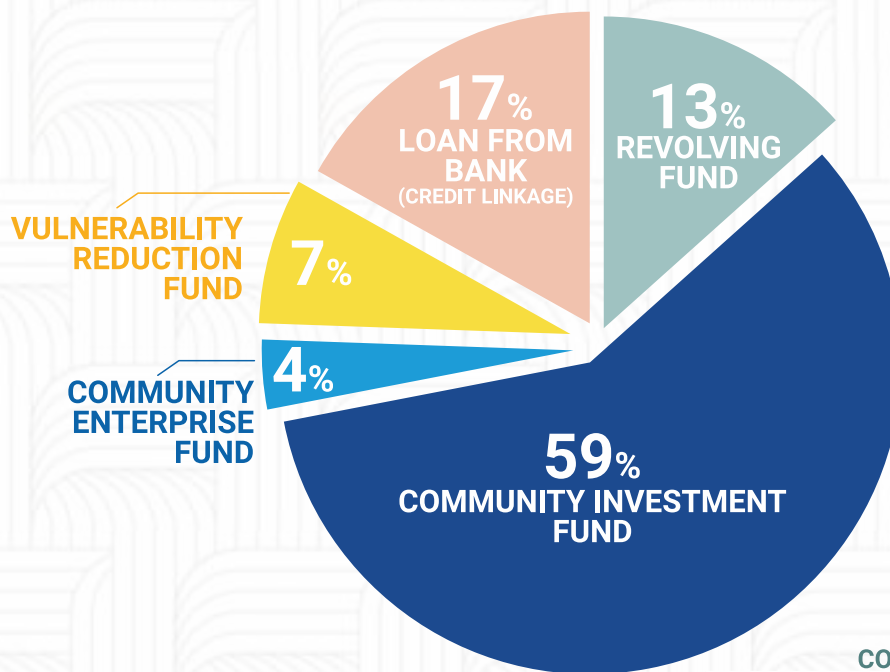 17%
LOAN FROM
BANK
(CREDIT LINKAGE)
13%
REVOLVING
FUND
VULNERABILITY
REDUCTION
FUND
7%
COMMUNITY
ENTERPRISE
FUND
4%
59%
COMMUNITY INVESTMENT
FUND
CO